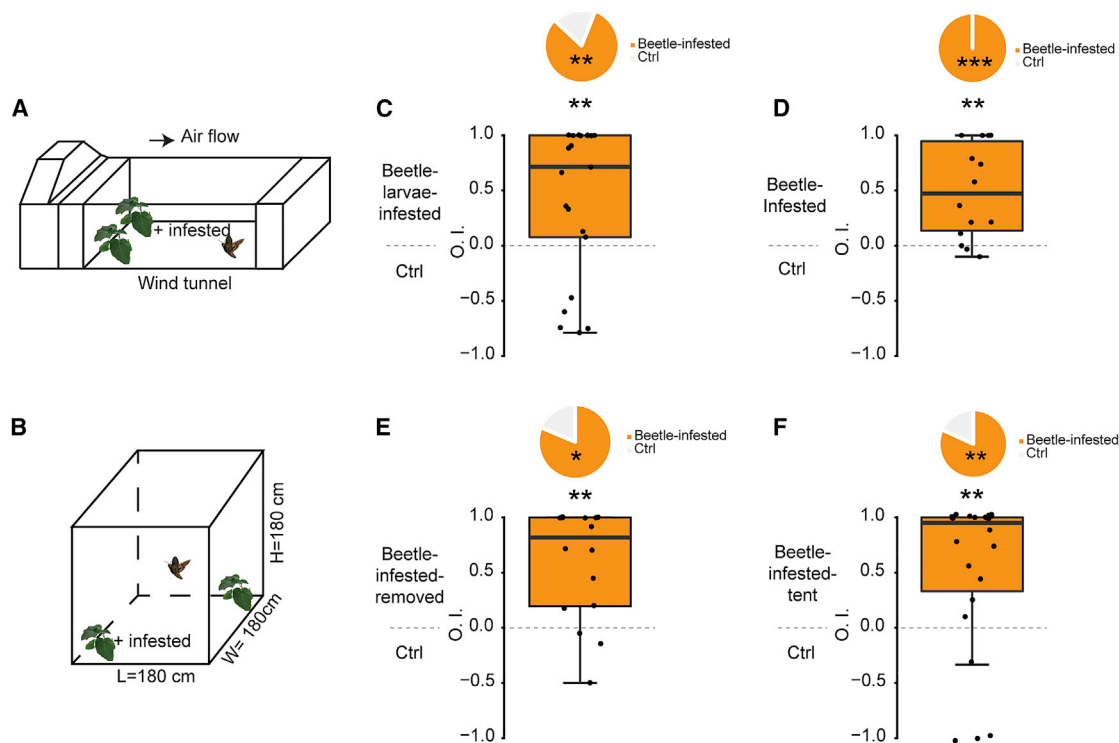 A
Air flow
+ infested
Wind tunnel
B
+ infested
L=180 cm
W= 180cm
H=180 cm
C
Beetle-infested
Ctrl
**
**
Beetle-
larvae-
infested
Ctrl
O. I.
1.0
0.5
0.0
−0.5
−1.0
D
Beetle-infested
Ctrl
***
**
Beetle-
Infested
Ctrl
O. I.
1.0
0.5
0.0
−0.5
−1.0
E
Beetle-infested
Ctrl
*
**
Beetle-
infested-
removed
Ctrl
O. I.
1.0
0.5
0.0
−0.5
−1.0
F
Beetle-infested
Ctrl
**
**
Beetle-
infested-
tent
Ctrl
O. I.
1.0
0.5
0.0
−0.5
−1.0